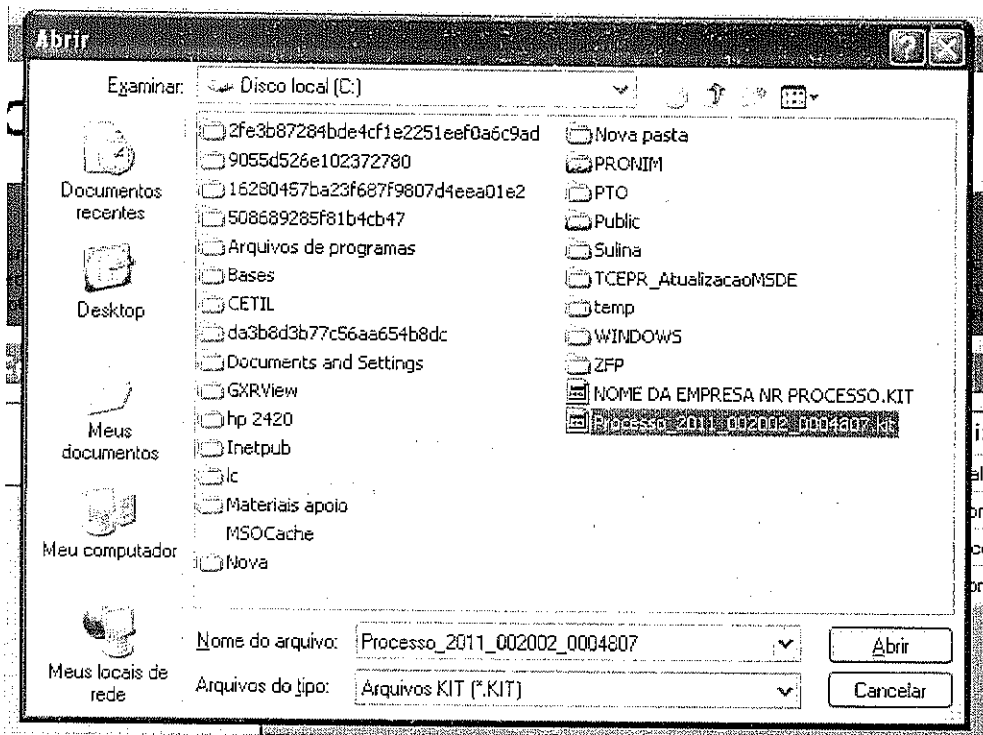 Abrir
Examinar:
Disco local (C:)
Documentos
recentes
Desktop
Meus
documentos
Meu computador
Meus locais de
rede
2fe3b87284bde4cf1e2251eef0a6c9ad
9055d526e102372780
16280457ba23f687f9807d4eea01e2
508689285f81b4cb47
Arquivos de programas
Bases
CETIL
da3b8d3b77c56aa654b8dc
Documents and Settings
GXRView
hp 2420
Inetpub
lc
Materiais apoio
MSOCache
Nova
Nova pasta
PRONIM
PTO
Public
Sulina
TCEPR_AtualizacaoMSDE
temp
WINDOWS
ZFP
NOME DA EMPRESA NR PROCESSO.KIT
Processo_2011_002002_0004807.kit
Nome do arquivo:
Processo_2011_002002_0004807
Abrir
Arquivos do tipo:
Arquivos KIT (*.KIT)
Cancelar